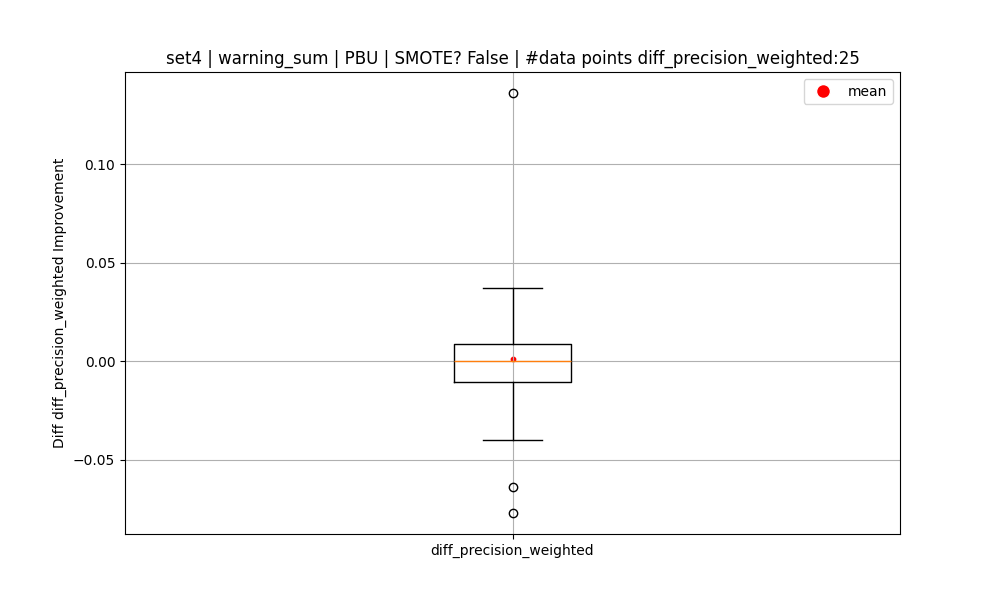 set4 | warning_sum | PBU | SMOTE? False | #data points diff_precision_weighted:25
mean
0.10
0.05
0.00
−0.05
Diff diff_precision_weighted Improvement
diff_precision_weighted